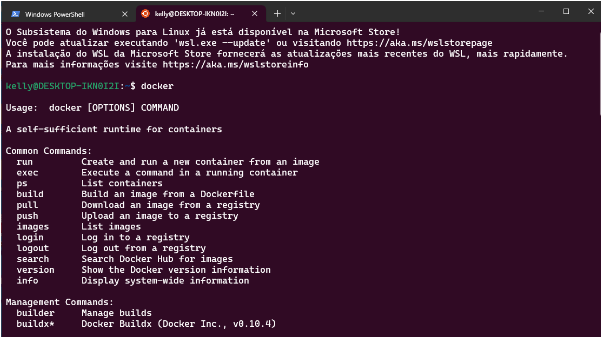 Windows PowerShell
kelly@DESKTOP-IKN0I2I: ~
O Subsistema do Windows para Linux já está disponível na Microsoft Store!
Você pode atualizar executando 'wsl.exe --update' ou visitando https://aka.ms/wslstorepage
A instalação do WSL da Microsoft Store fornecerá as atualizações mais recentes do WSL, mais rapidamente.
Para mais informações visite https://aka.ms/wslstoreinfo
kelly@DESKTOP-IKN0I2I:~$ docker
Usage:  docker [OPTIONS] COMMAND
A self-sufficient runtime for containers
Common Commands:
run         Create and run a new container from an image
exec        Execute a command in a running container
ps          List containers
build       Build an image from a Dockerfile
pull        Download an image from a registry
push        Upload an image to a registry
images      List images
login       Log in to a registry
logout      Log out from a registry
search      Search Docker Hub for images
version     Show the Docker version information
info        Display system-wide information
Management Commands:
builder     Manage builds
buildx*     Docker Buildx (Docker Inc., v0.10.4)